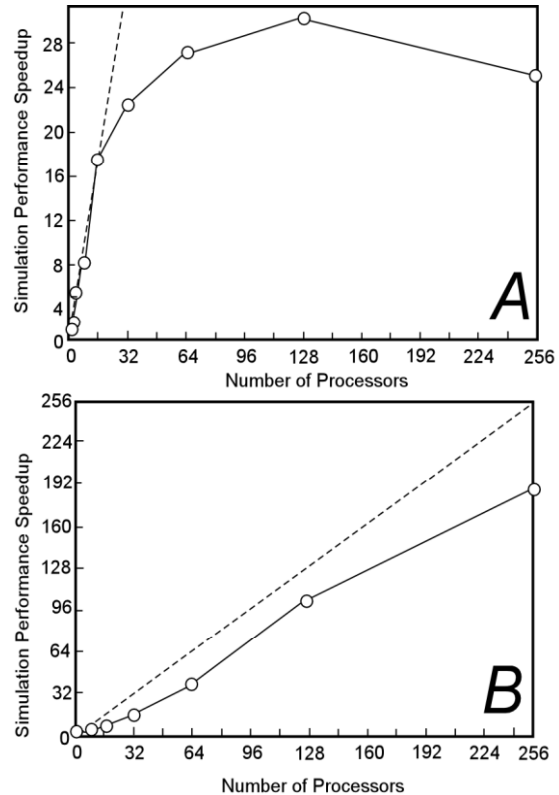 Simulation Performance Speedup
28
24
20
16
12
8
4
0
0 32 64 96 128 160 192 224 256
Number of Processors
A
Simulation Performance Speedup
256
224
192
160
128
96
64
32
0
0 32 64 96 128 160 192 224 256
Number of Processors
B